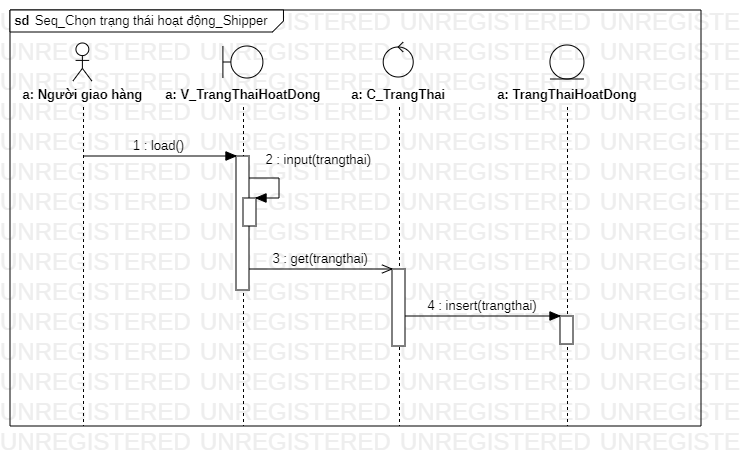 sd Seq_Chọn trạng thái hoạt động_Shipper
a: Người giao hàng
a: V_TrangThaiHoatDong
a: C_TrangThai
a: TrangThaiHoatDong
1 : load()
2 : input(trangthai)
3 : get(trangthai)
4 : insert(trangthai)
UNREGISTERED